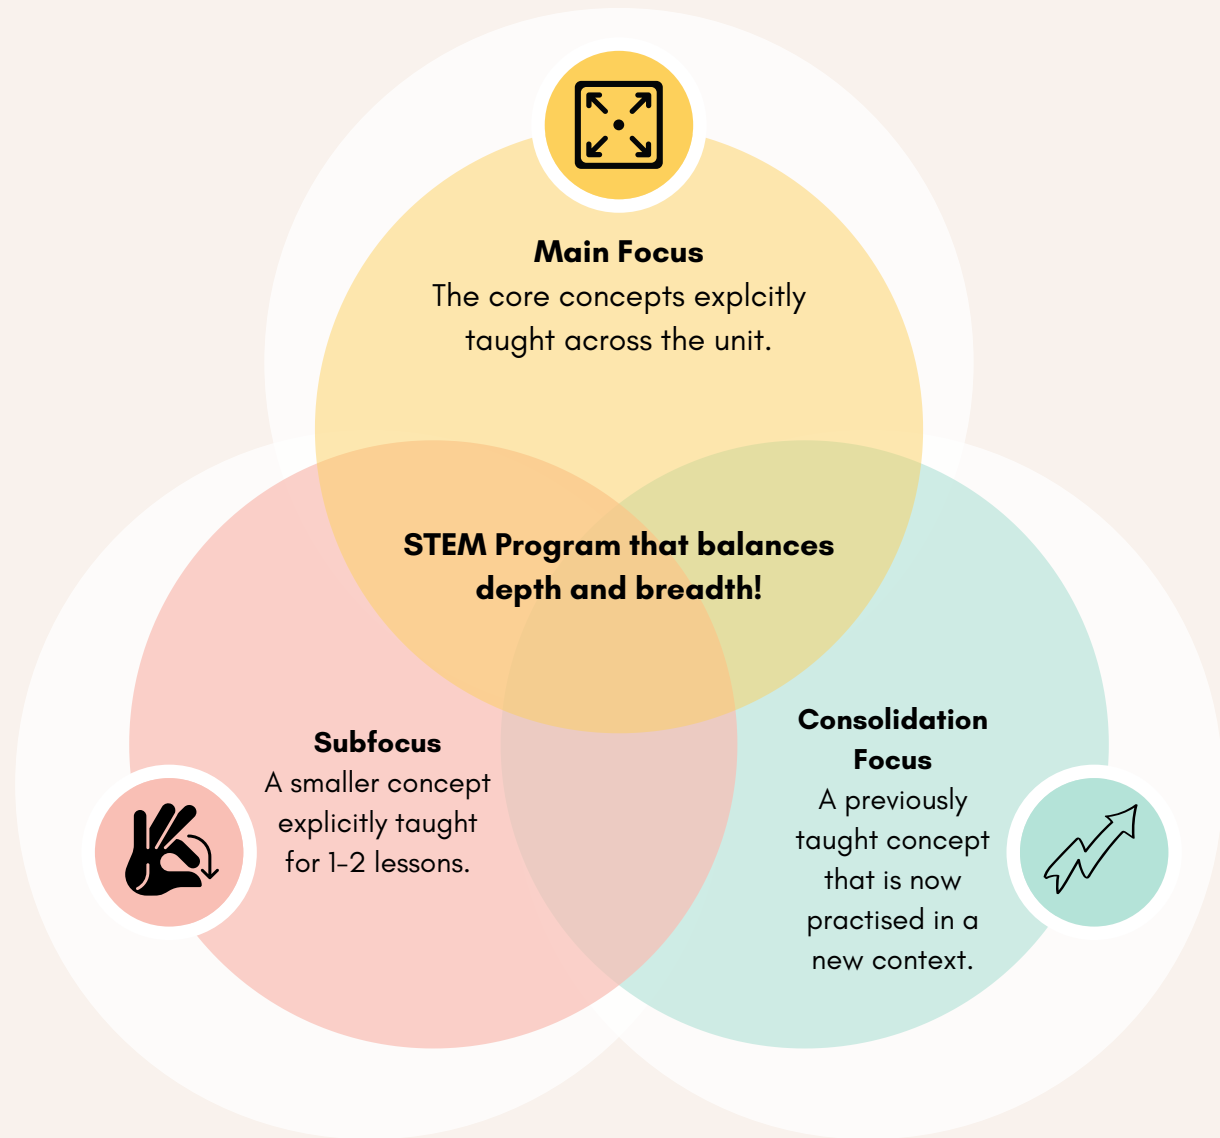 Main Focus
The core concepts explcitly
taught across the unit.
STEM Program that balances
depth and breadth!
Subfocus
A smaller concept
explicitly taught
for 1-2 lessons.
Consolidation
Focus
A previously
taught concept
that is now
practised in a
new context.